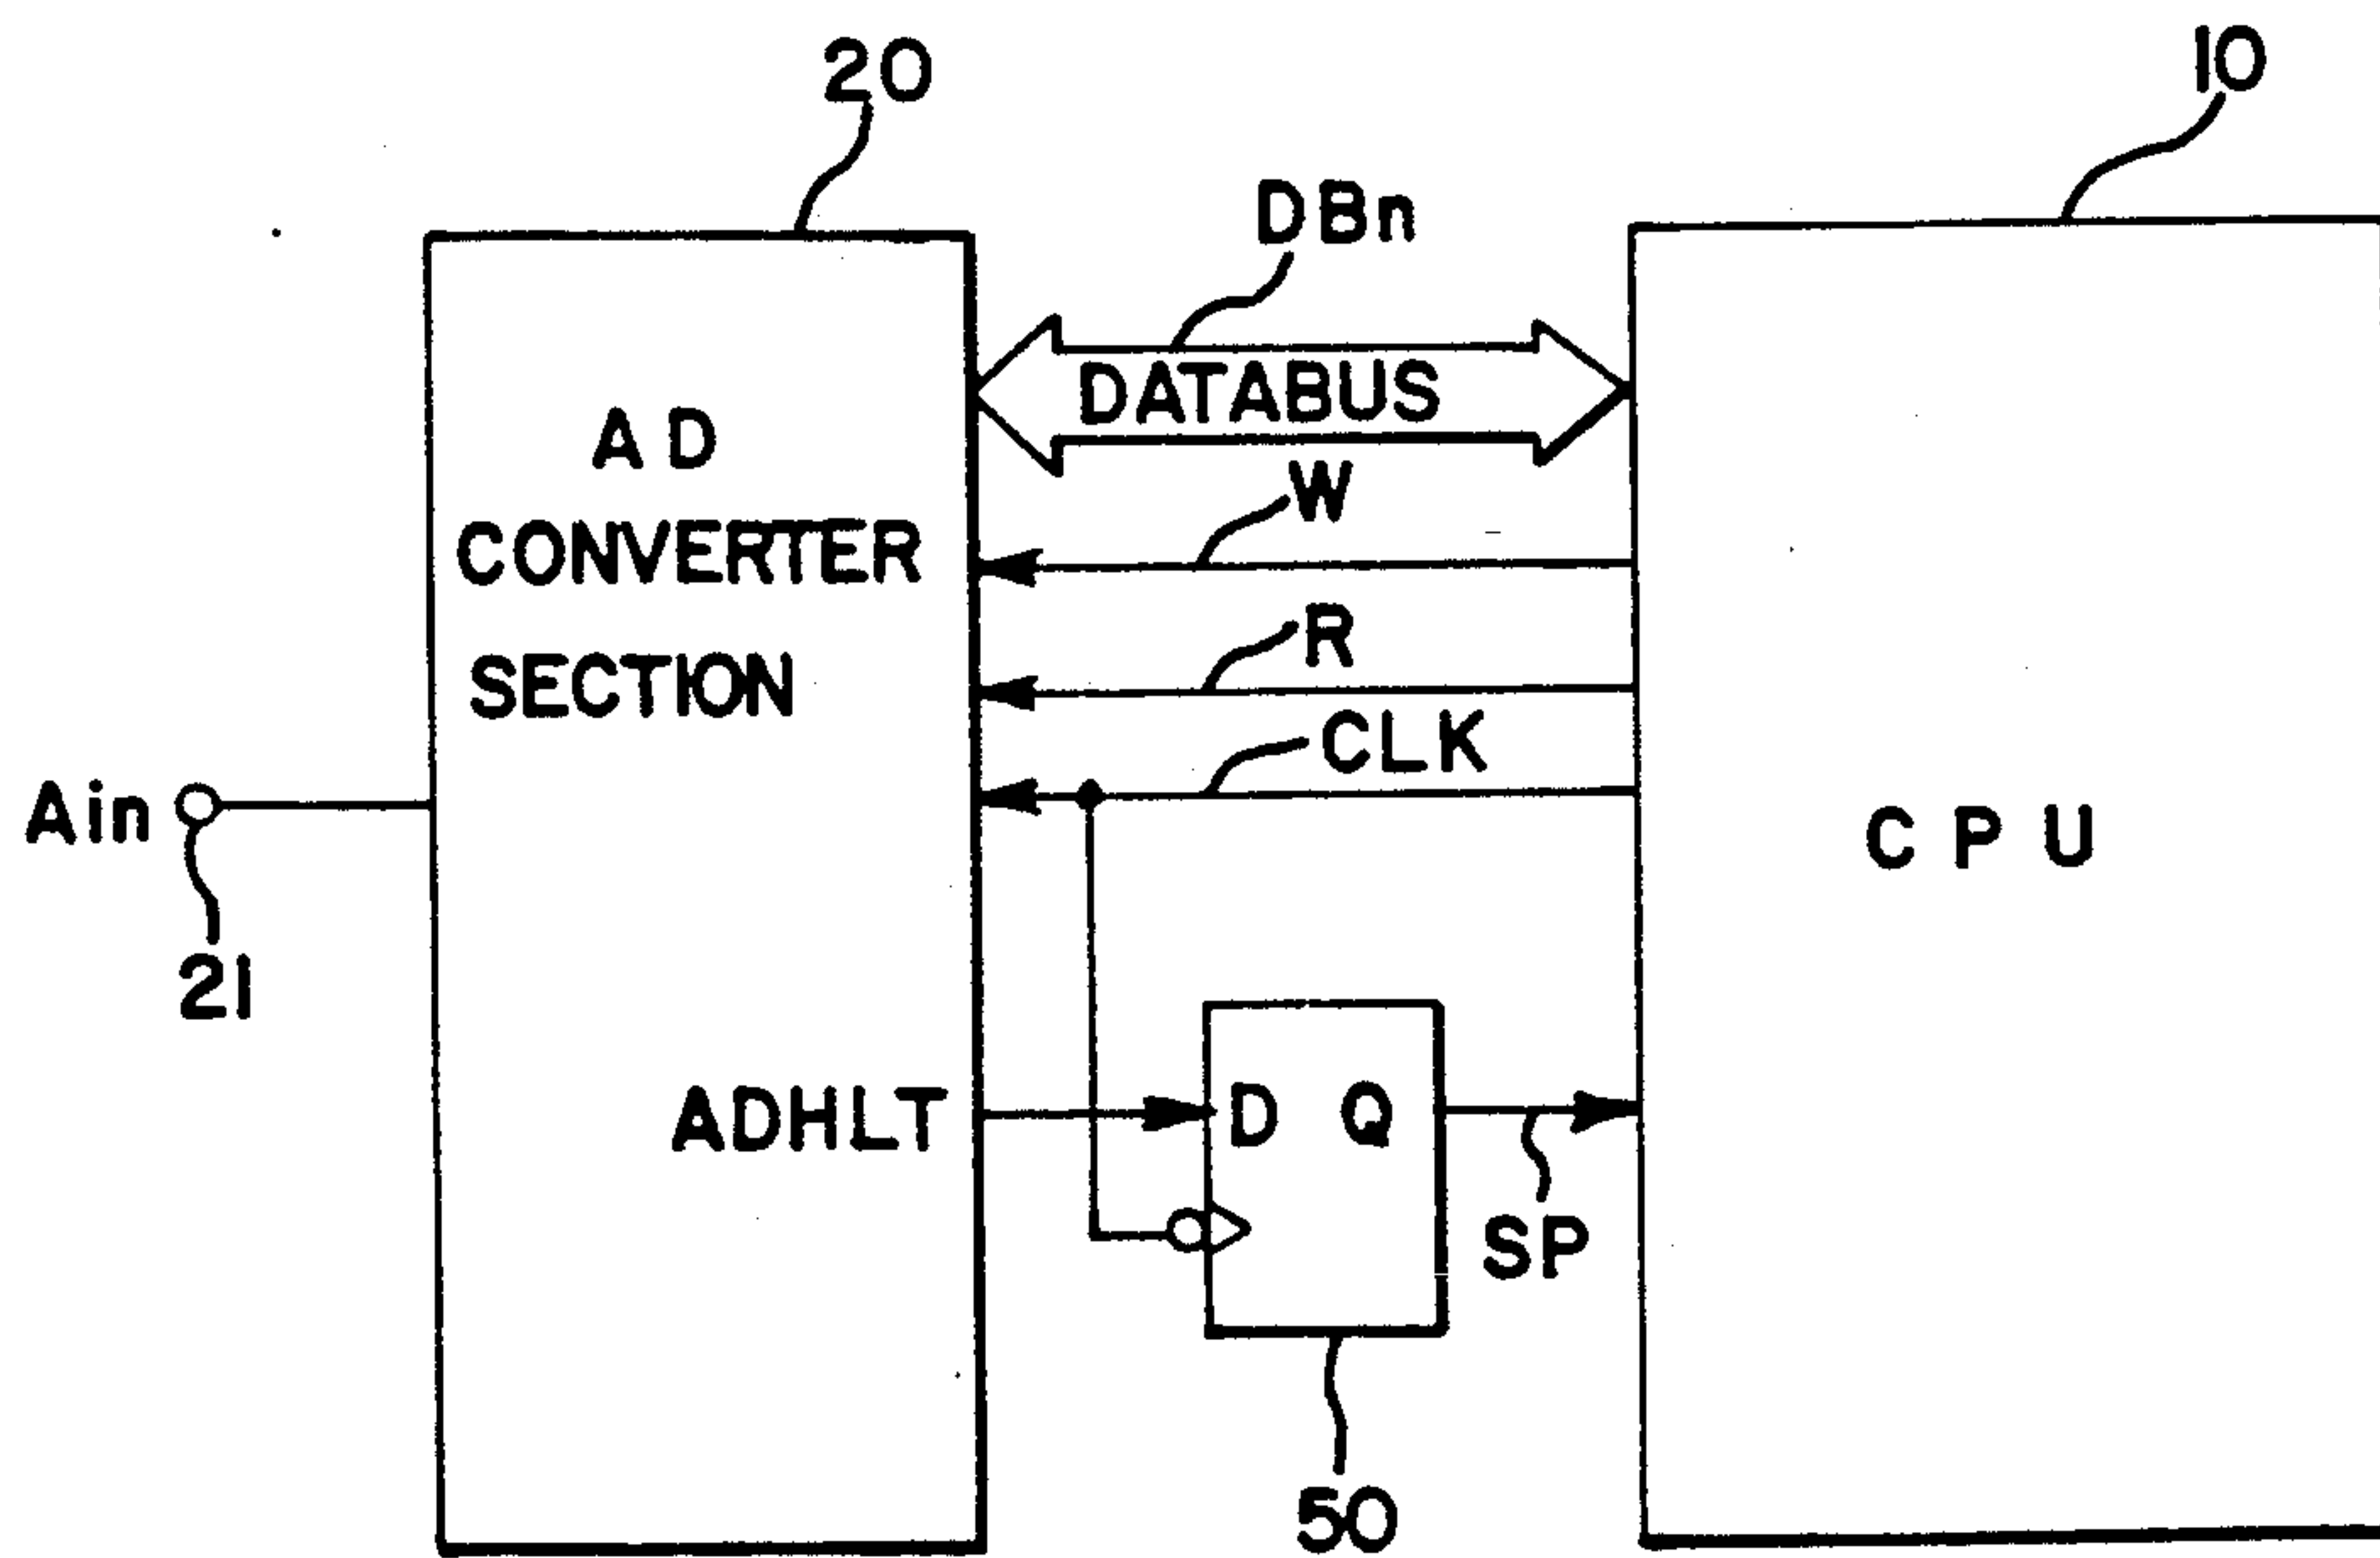 20
10
DBn
DATABUS
AD
CONVERTER
SECTION
W
R
CLK
Ain
21
CPU
ADHLT
D Q
SP
50